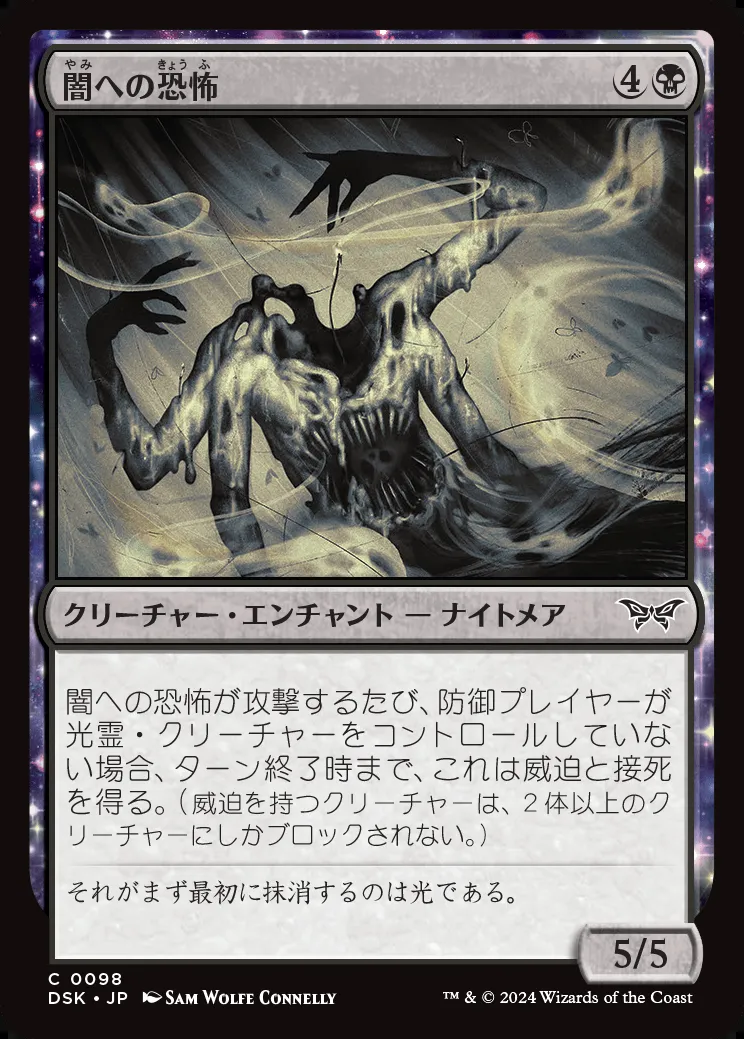 やみ きょう ふ
闇への恐怖 4
クリーチャー・エンチャント — ナイトメア
闇への恐怖が攻撃するたび、防御プレイヤーが
光霊・クリーチャーをコントロールしていな
い場合、ターン終了時まで、これは威迫と接死
を得る。（威迫を持つクリーチャーは、２体以上のク
リーチャーにしかブロックされない。）
それがまず最初に抹消するのは光である。
5/5
C 0098
DSK • JP Sam Wolfe Connelly ™ & © 2024 Wizards of the Coast